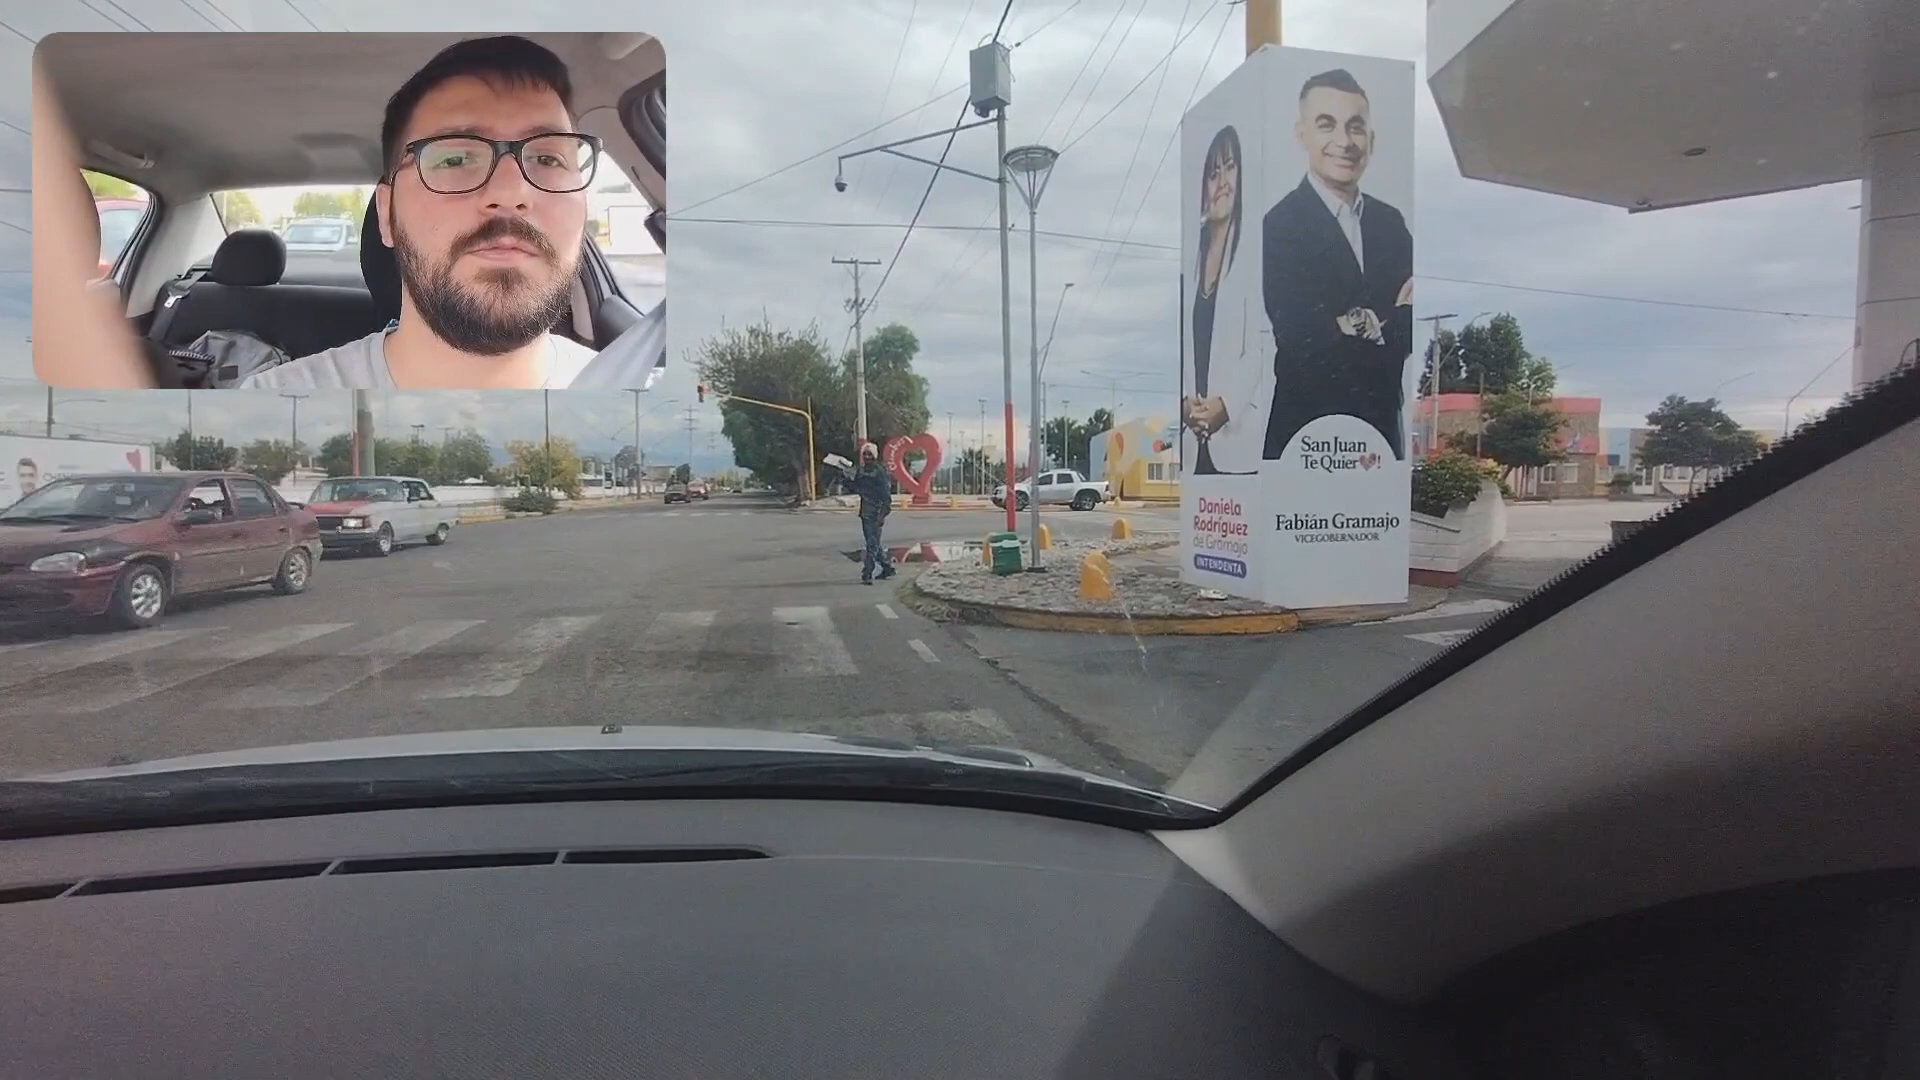 San Juan
Te Quier
!
Daniela
Rodríguez
de Gramajo
INTENDENTA
Fabián Gramajo
VICEGOBERNADOR